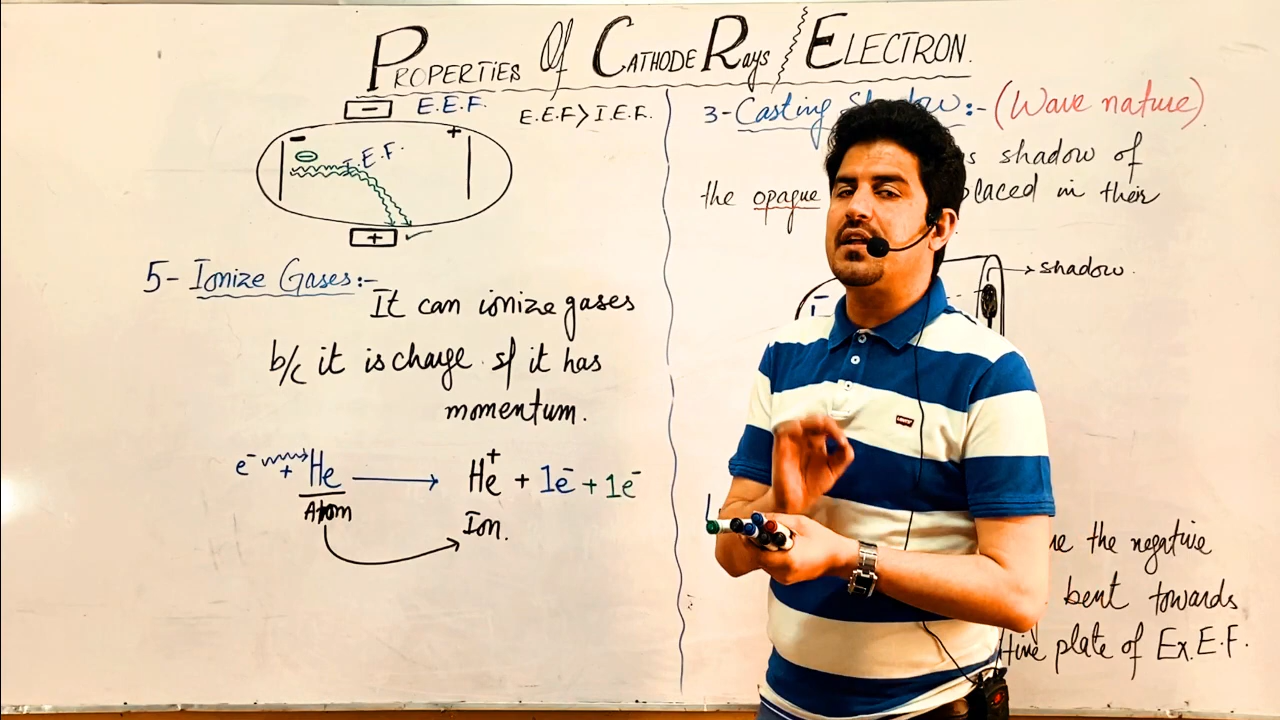 PROPERTIES OF CATHODE RAYS / ELECTRON.
−
E.E.F.
E.E.F > I.E.F.
−
+
−
I.E.F.
+
5- Ionize Gases:-
It can ionize gases
b/c it is charge
it has
momentum.
e⁻ + He → He⁺ + 1e⁻ + 1e⁻
Atom
Ion.
3- Casting Shadow:- (Wave nature)
shadow of
the opaque
placed in their
→ shadow.
−
the negative
bent towards
plate of Ex.E.F.
LEVI'S